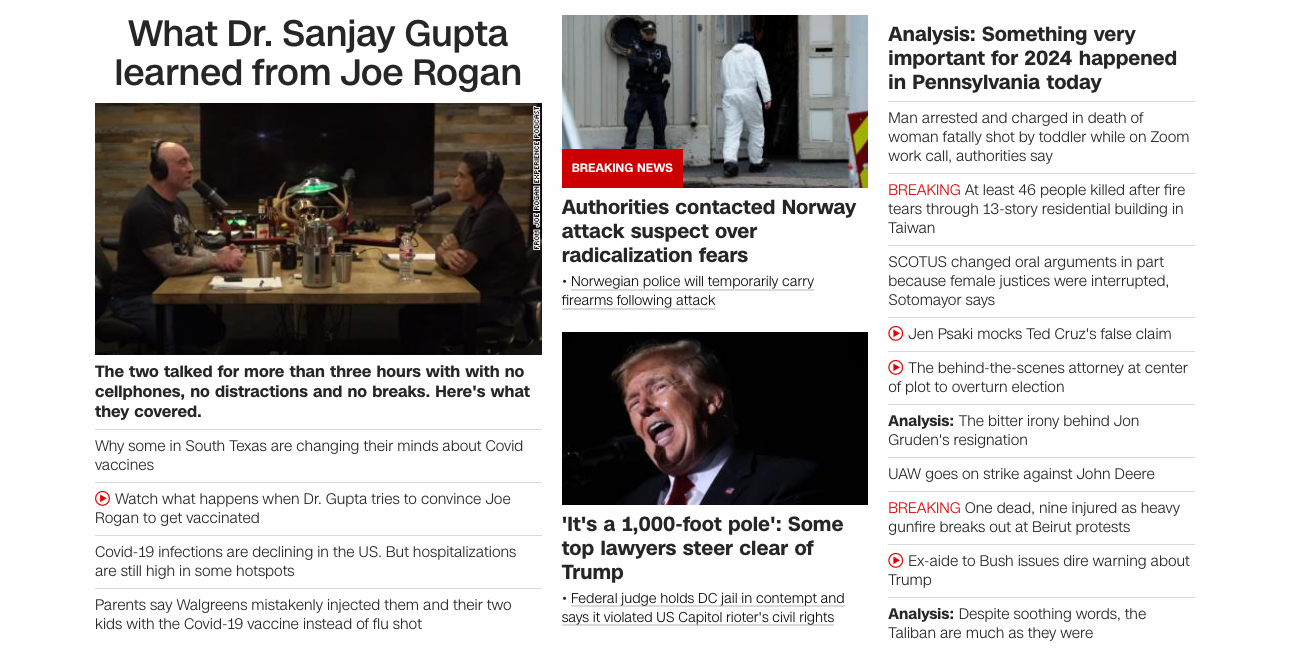 What Dr. Sanjay Gupta
learned from Joe Rogan
FROM JOE ROGAN EXPERIENCE PODCAST
The two talked for more than three hours with with no
cellphones, no distractions and no breaks. Here's what
they covered.
Why some in South Texas are changing their minds about Covid
vaccines
Watch what happens when Dr. Gupta tries to convince Joe
Rogan to get vaccinated
Covid-19 infections are declining in the US. But hospitalizations
are still high in some hotspots
Parents say Walgreens mistakenly injected them and their two
kids with the Covid-19 vaccine instead of flu shot
BREAKING NEWS
Authorities contacted Norway
attack suspect over
radicalization fears
• Norwegian police will temporarily carry
firearms following attack
'It's a 1,000-foot pole': Some
top lawyers steer clear of
Trump
• Federal judge holds DC jail in contempt and
says it violated US Capitol rioter's civil rights
Analysis: Something very
important for 2024 happened
in Pennsylvania today
Man arrested and charged in death of
woman fatally shot by toddler while on Zoom
work call, authorities say
BREAKING At least 46 people killed after fire
tears through 13-story residential building in
Taiwan
SCOTUS changed oral arguments in part
because female justices were interrupted,
Sotomayor says
Jen Psaki mocks Ted Cruz's false claim
The behind-the-scenes attorney at center
of plot to overturn election
Analysis: The bitter irony behind Jon
Gruden's resignation
UAW goes on strike against John Deere
BREAKING One dead, nine injured as heavy
gunfire breaks out at Beirut protests
Ex-aide to Bush issues dire warning about
Trump
Analysis: Despite soothing words, the
Taliban are much as they were